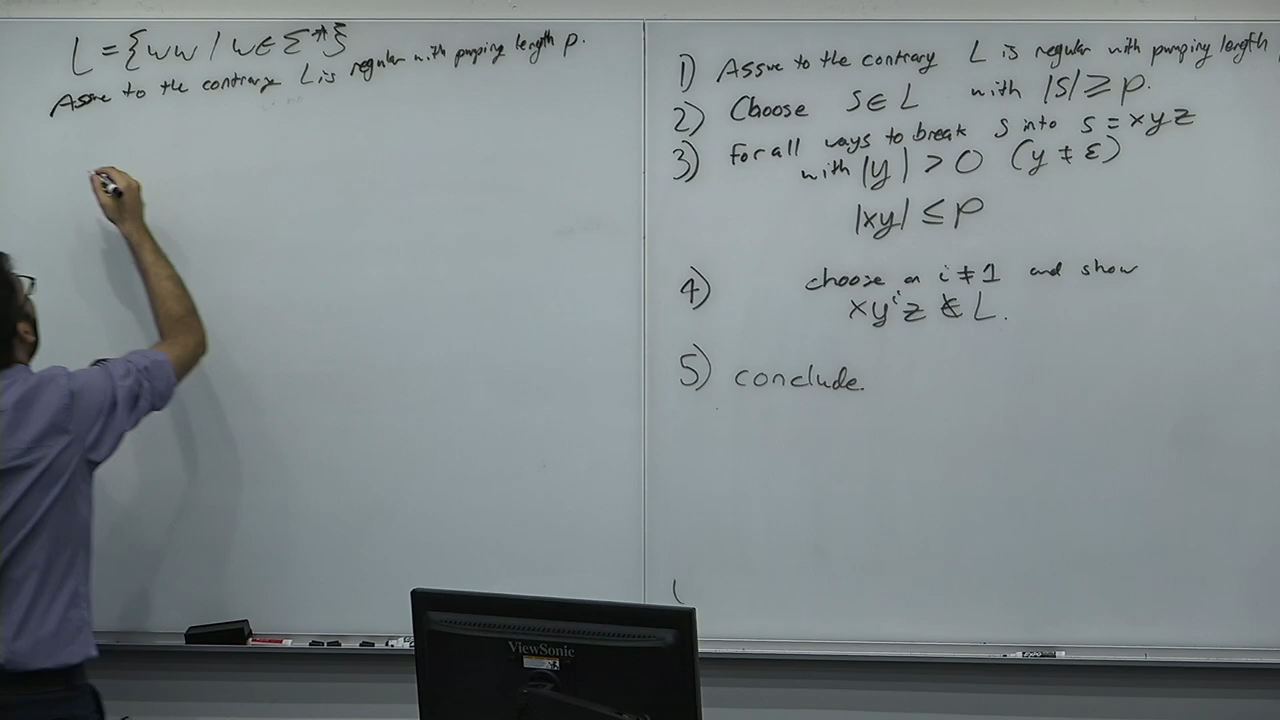 L = {ww | w ∈ Σ*}
Assume to the contrary L is regular with pumping length p.
1) Assume to the contrary L is regular with pumping length
2) Choose s ∈ L with |s| ≥ p.
3) For all ways to break s into s = xyz
with |y| > 0 (y ≠ ε)
|xy| ≤ p
4) choose an i ≠ 1 and show
xyⁱz ∉ L.
5) conclude.
ViewSonic